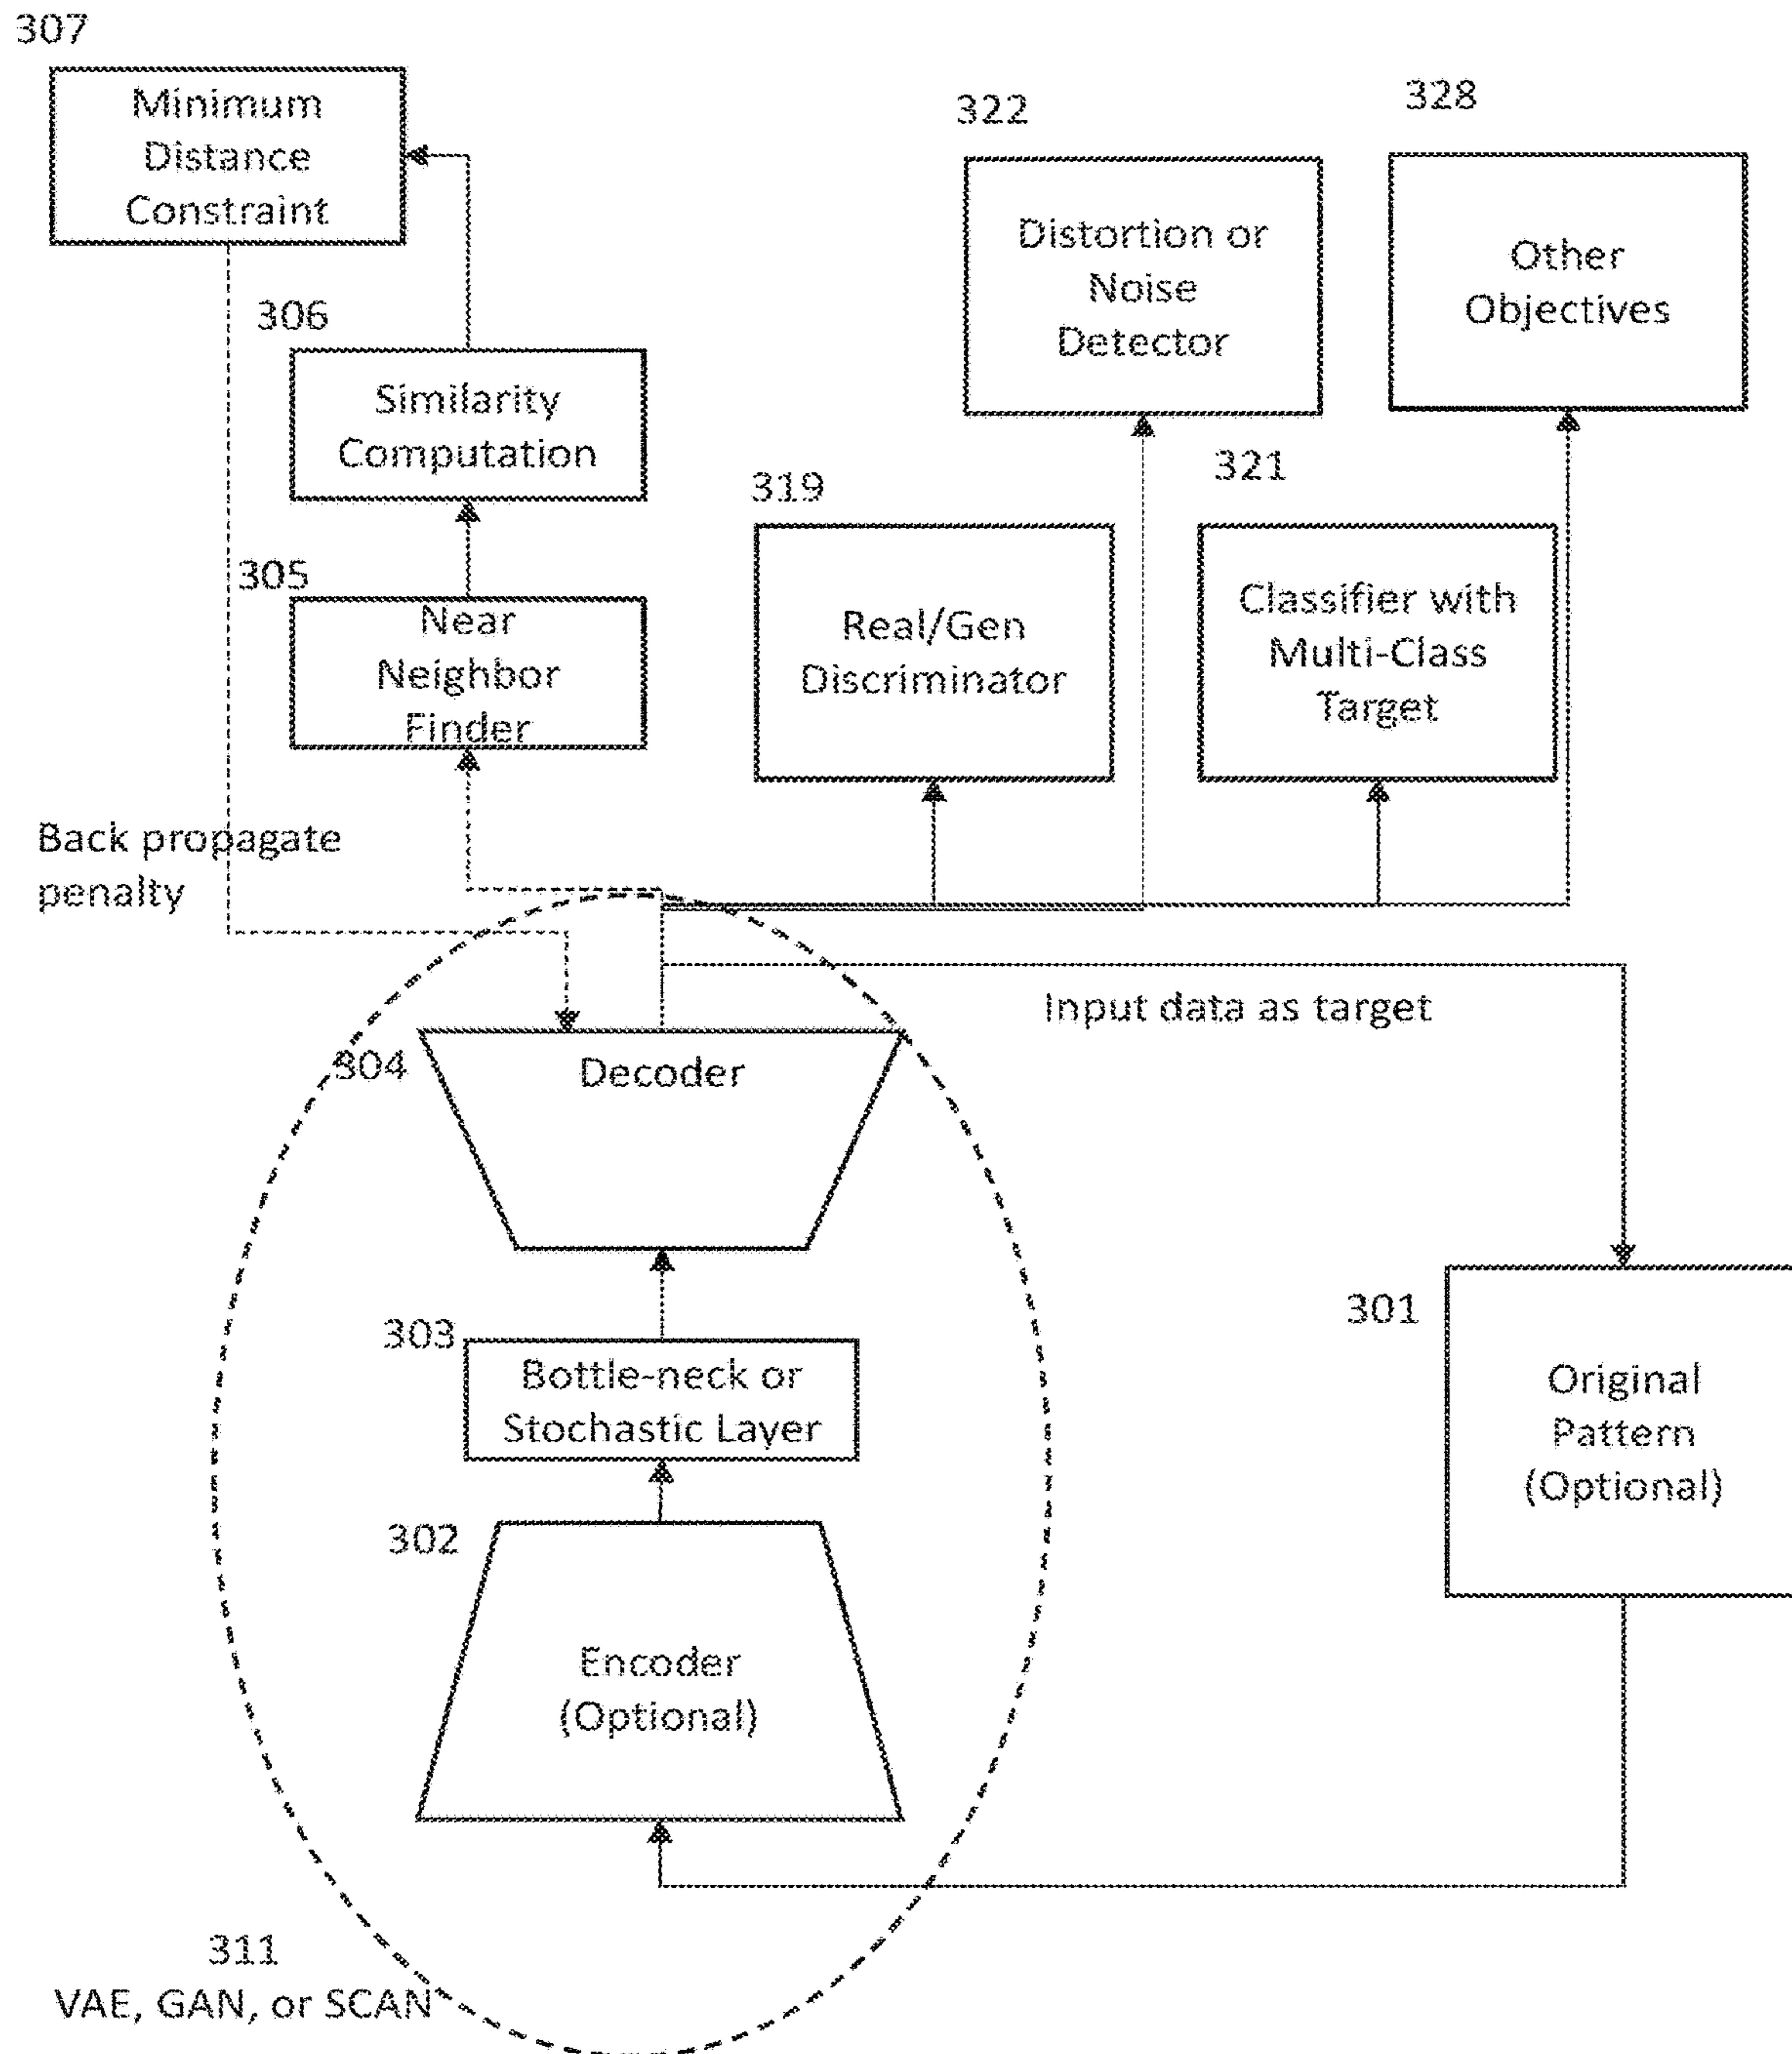 307
Minimum
Distance
Constraint
322
328
Distortion or
Noise
Detector
Other
Objectives
306
Similarity
Computation
319
321
305
Near
Neighbor
Finder
Real/Gen
Discriminator
Classifier with
Multi-Class
Target
Back propagate
penalty
Input data as target
304
Decoder
301
303
Bottle-neck or
Stochastic Layer
Original
Pattern
(Optional)
302
Encoder
(Optional)
311
VAE, GAN, or SCAN